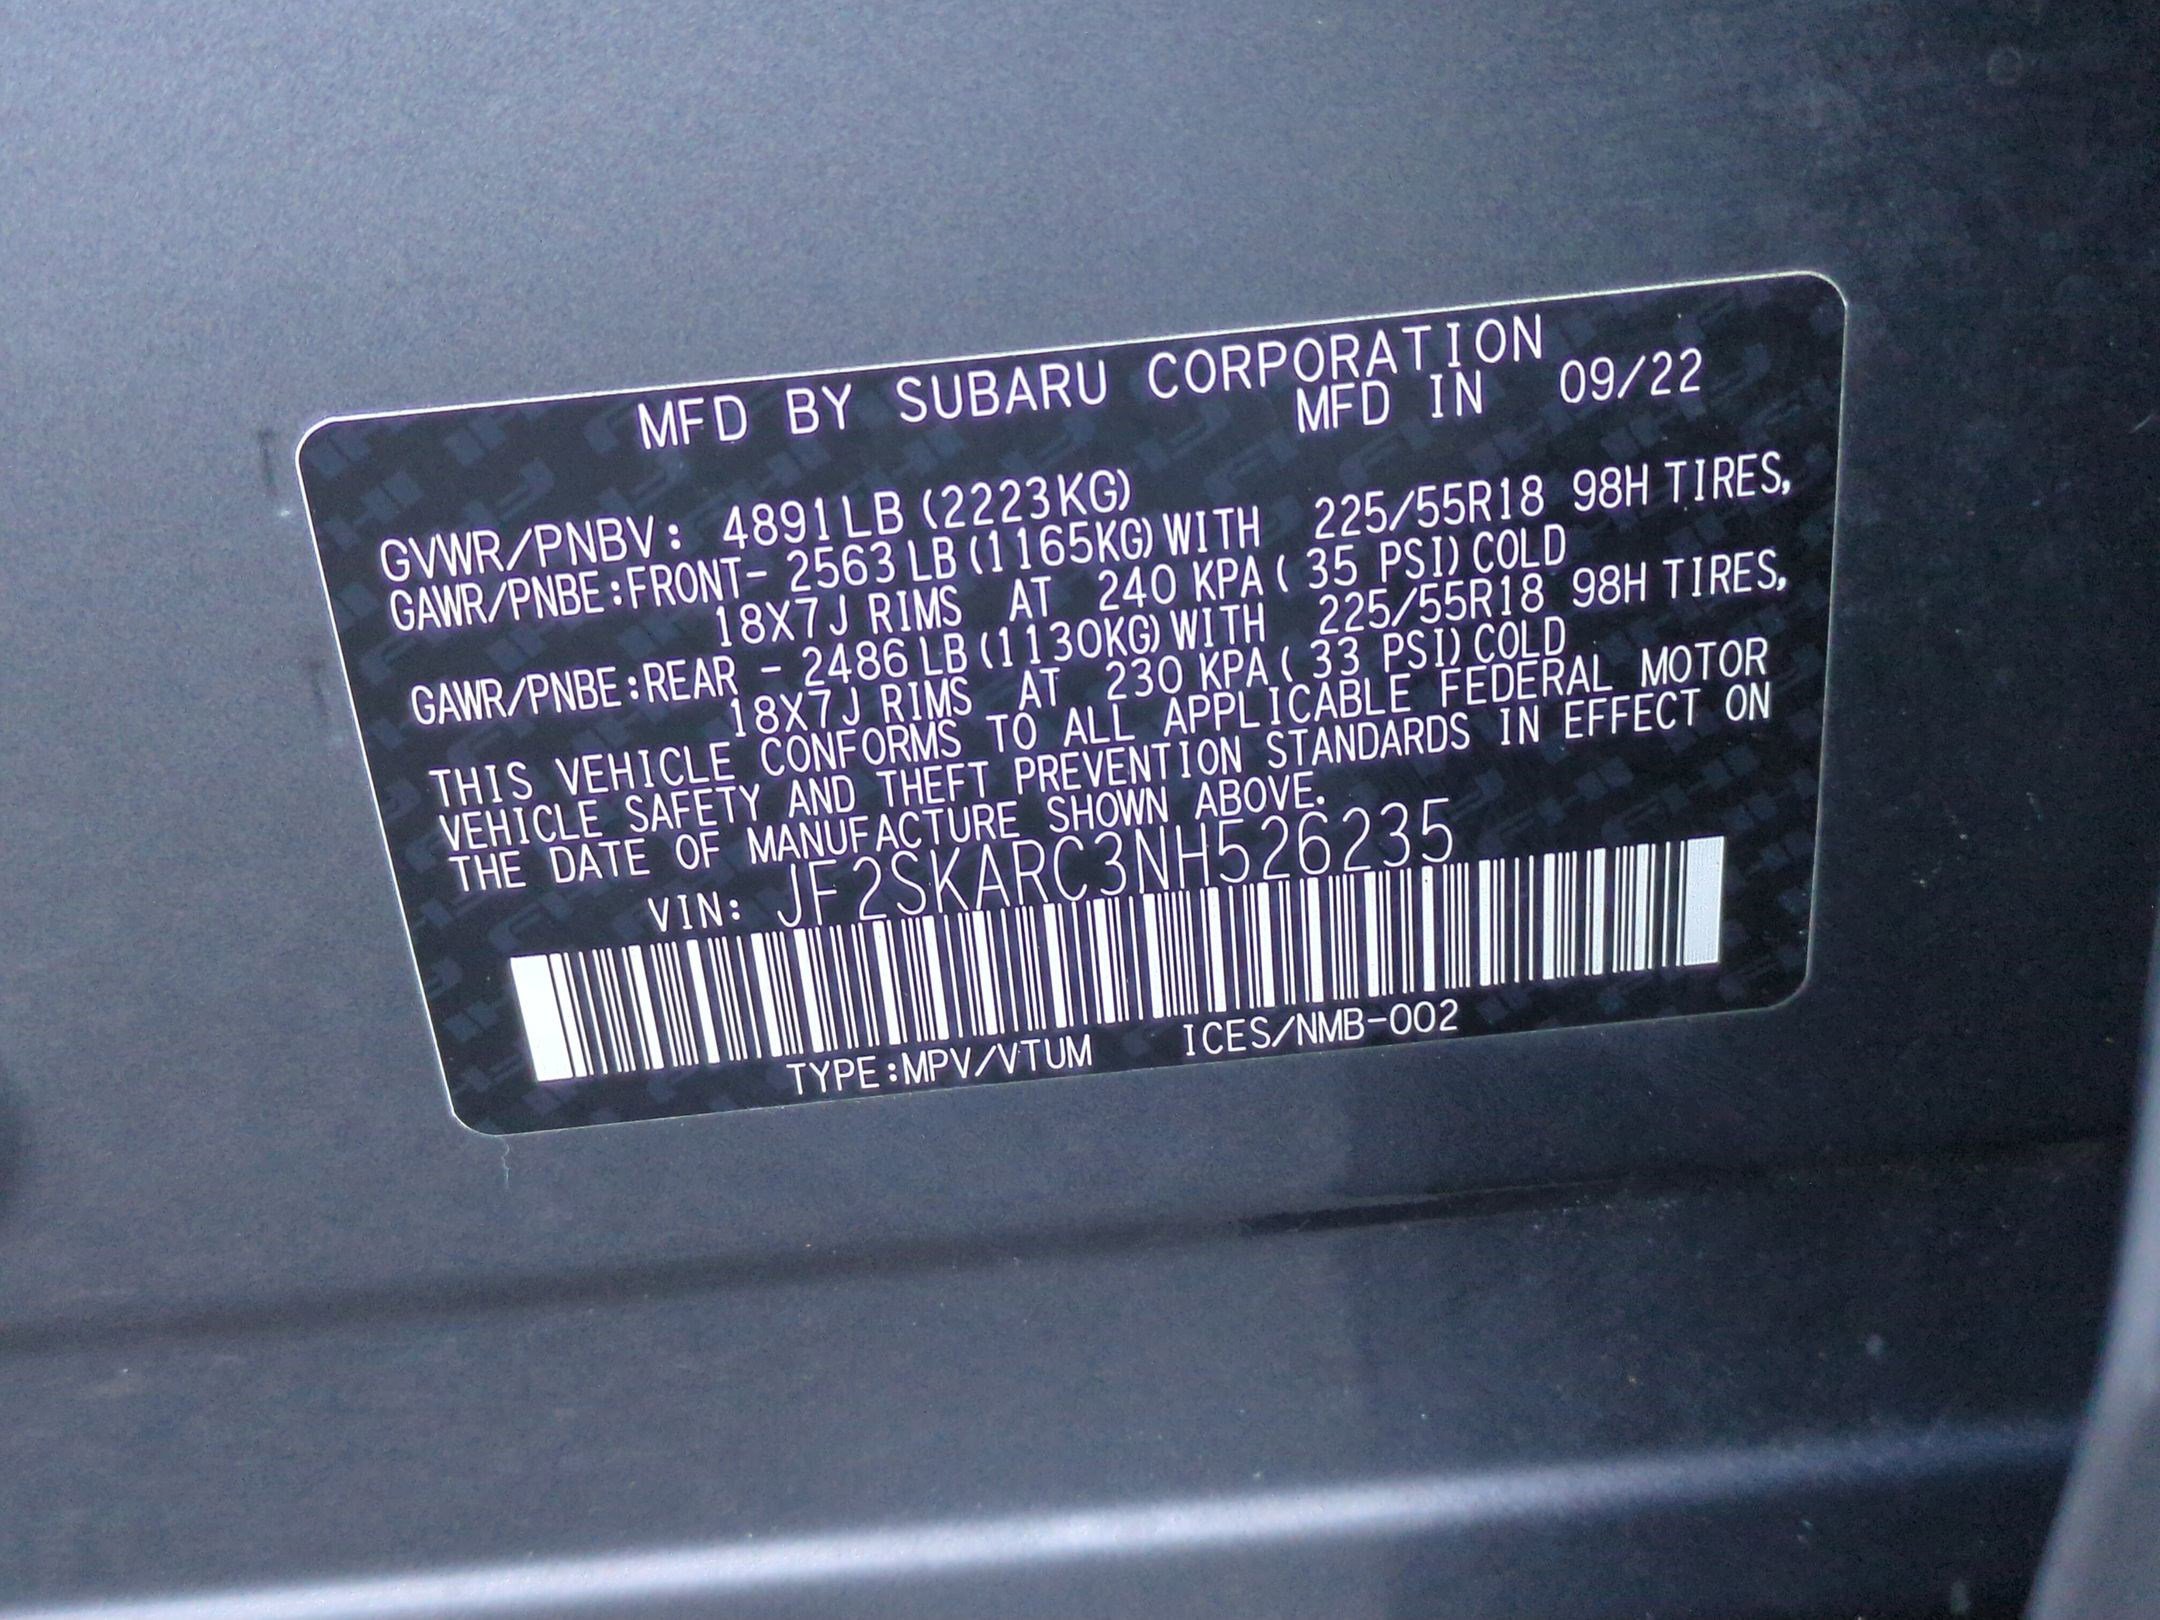 MFD BY SUBARU CORPORATION
MFD IN 09/22
GVWR/PNBV: 4891LB (2223KG)
GAWR/PNBE:FRONT- 2563 LB (1165KG) WITH 225/55R18 98H TIRES,
18X7J RIMS AT 240 KPA ( 35 PSI) COLD
GAWR/PNBE:REAR - 2486 LB (1130KG) WITH 225/55R18 98H TIRES,
18X7J RIMS AT 230 KPA ( 33 PSI) COLD
THIS VEHICLE CONFORMS TO ALL APPLICABLE FEDERAL MOTOR
VEHICLE SAFETY AND THEFT PREVENTION STANDARDS IN EFFECT ON
THE DATE OF MANUFACTURE SHOWN ABOVE.
VIN: JF2SKARC3NH526235
TYPE:MPV/VTUM ICES/NMB-002